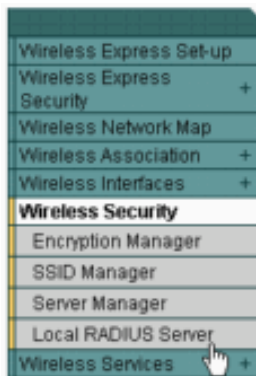 Wireless Express Set-up
Wireless Express +
Security
Wireless Network Map
Wireless Association +
Wireless Interfaces +
Wireless Security
Encryption Manager
SSID Manager
Server Manager
Local RADIUS Server
Wireless Services +